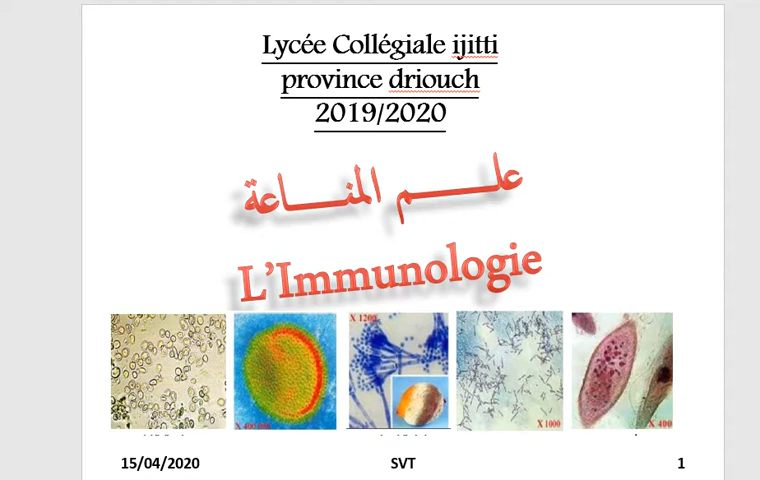 Lycée Collégiale ijitti
province driouch
2019/2020
علـــم المنـــاعة
L'Immunologie
X 1200
X 1000
X 400
15/04/2020 SVT 1